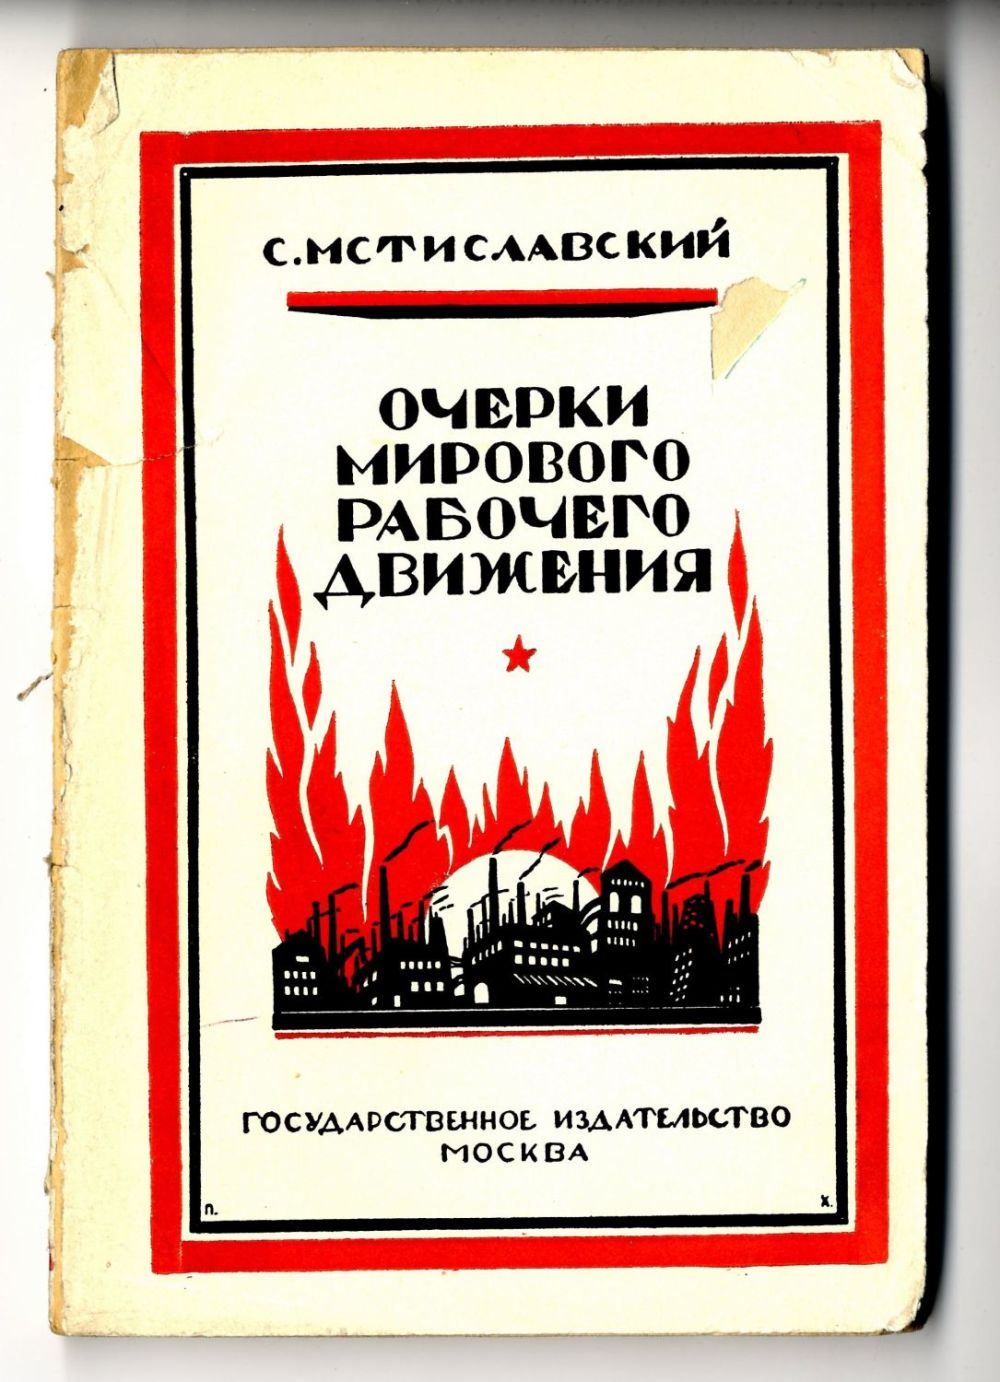 С. МСТИСЛАВСКИЙ
ОЧЕРКИ
МИРОВОГО
РАБОЧЕГО
ДВИЖЕНИЯ
ГОСУДАРСТВЕННОЕ ИЗДАТЕЛЬСТВО
МОСКВА
П. Х.